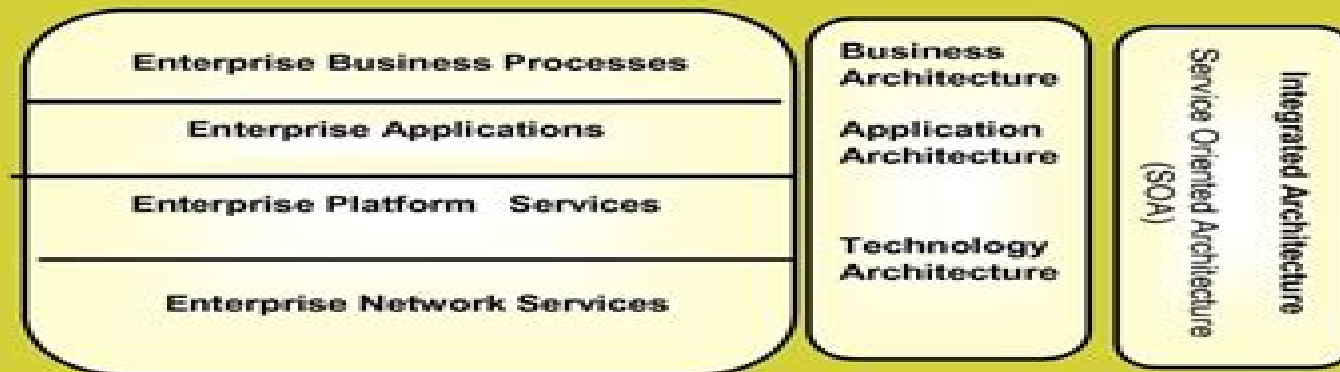 Enterprise Business Processes
Enterprise Applications
Enterprise Platform Services
Enterprise Network Services
Business
Architecture
Application
Architecture
Technology
Architecture
Integrated Architecture
Service Oriented Architecture
(SOA)